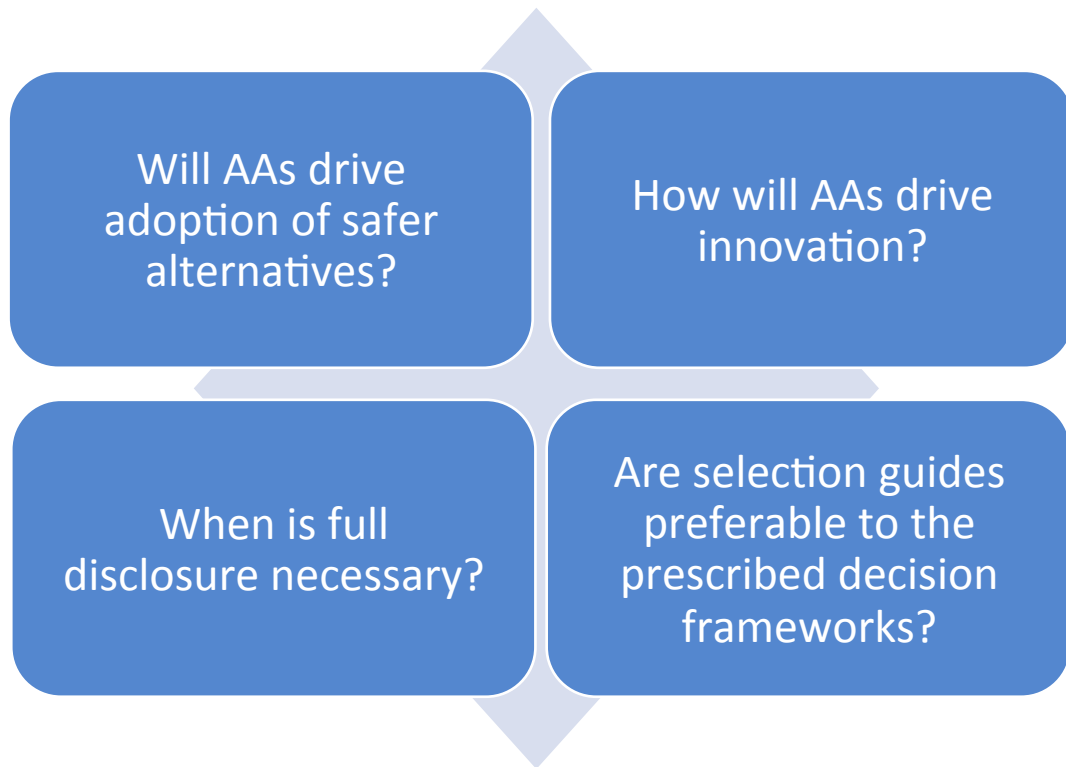 Will AAs drive
adoption of safer
alternatives?
How will AAs drive
innovation?
When is full
disclosure necessary?
Are selection guides
preferable to the
prescribed decision
frameworks?